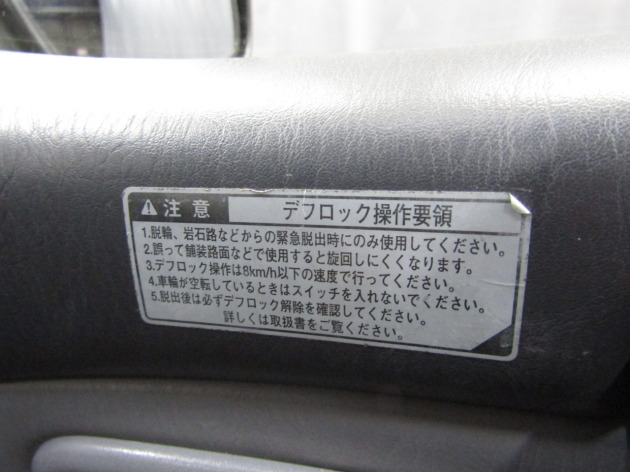 ⚠注意 デフロック操作要領
1.脱輪、岩石路などからの緊急脱出時にのみ使用してください。
2.誤って舗装路面などで使用すると旋回しにくくなります。
3.デフロック操作は8km/h以下の速度で行ってください。
4.車輪が空転しているときはスイッチを入れないでください。
5.脱出後は必ずデフロック解除を確認してください。
詳しくは取扱書をご覧ください。